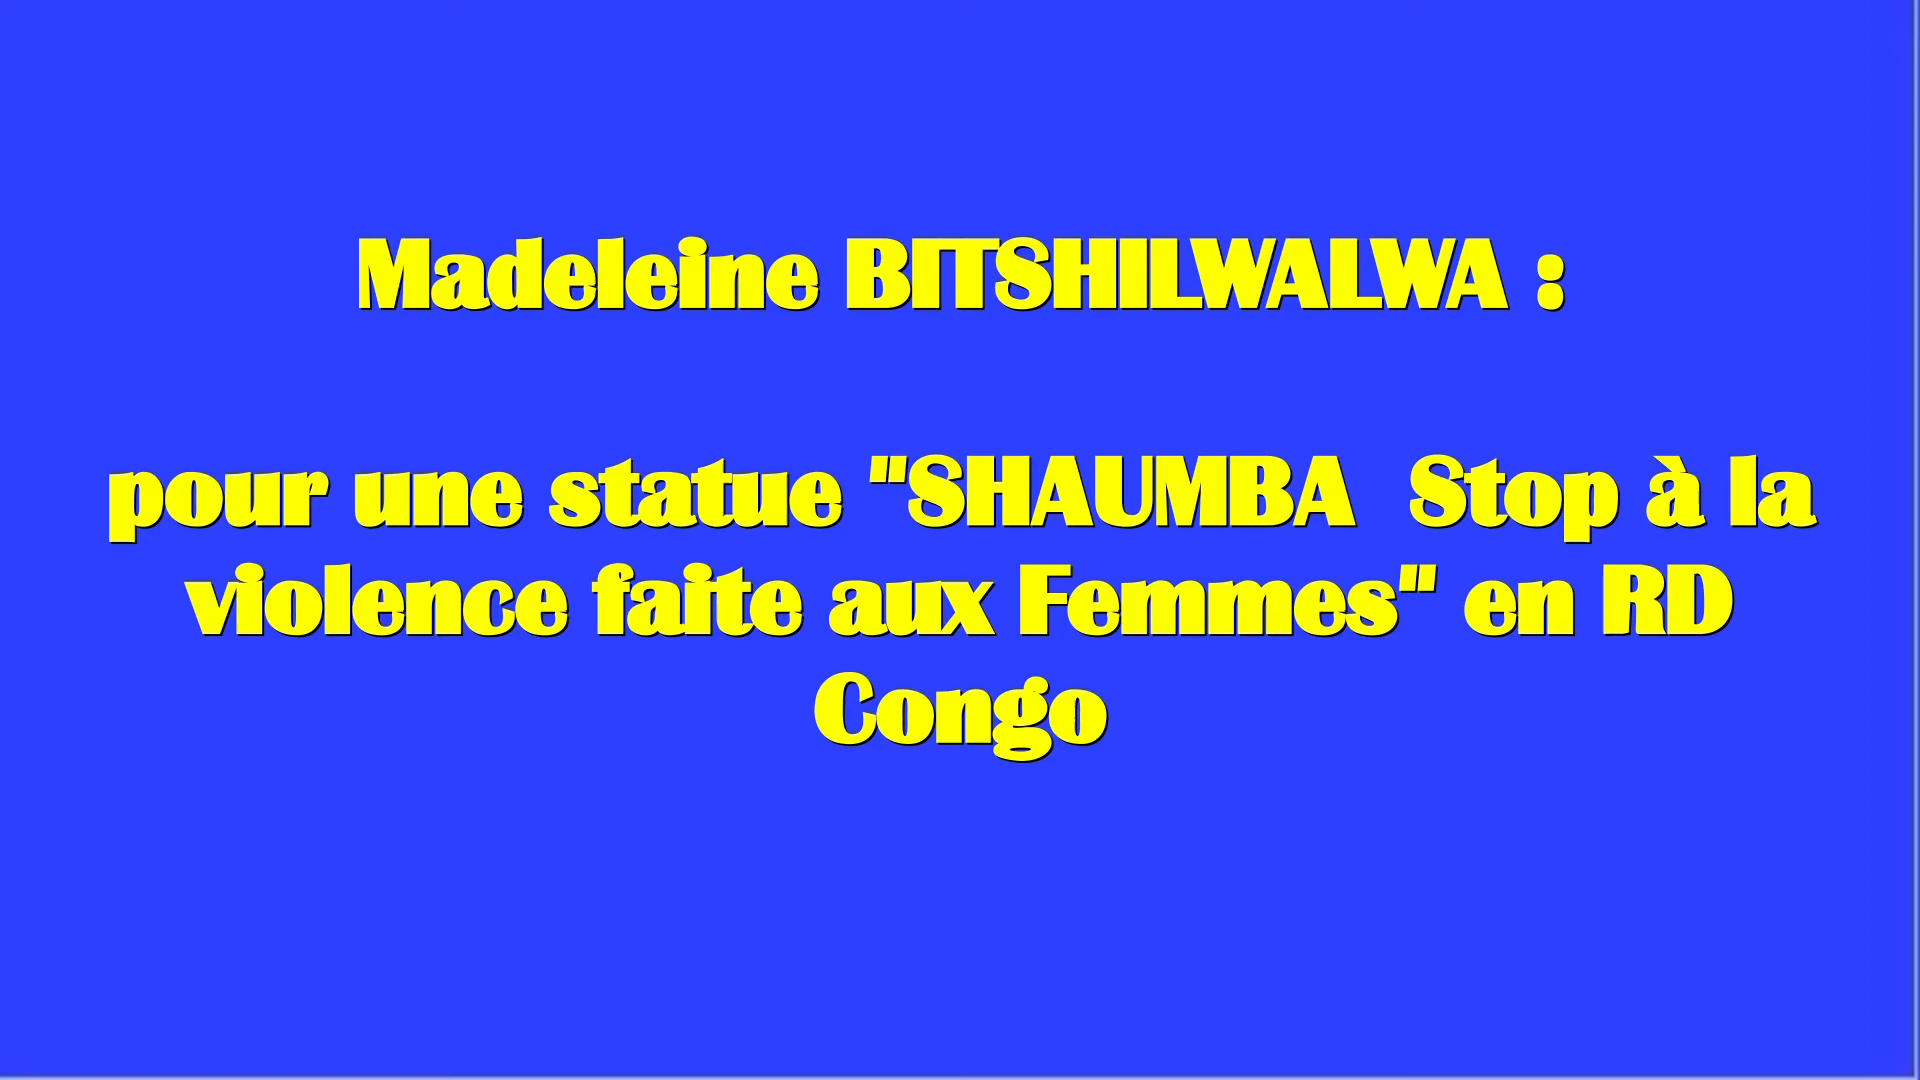 Madeleine BITSHILWALWA :
pour une statue "SHAUMBA  Stop à la
violence faite aux Femmes" en RD
Congo